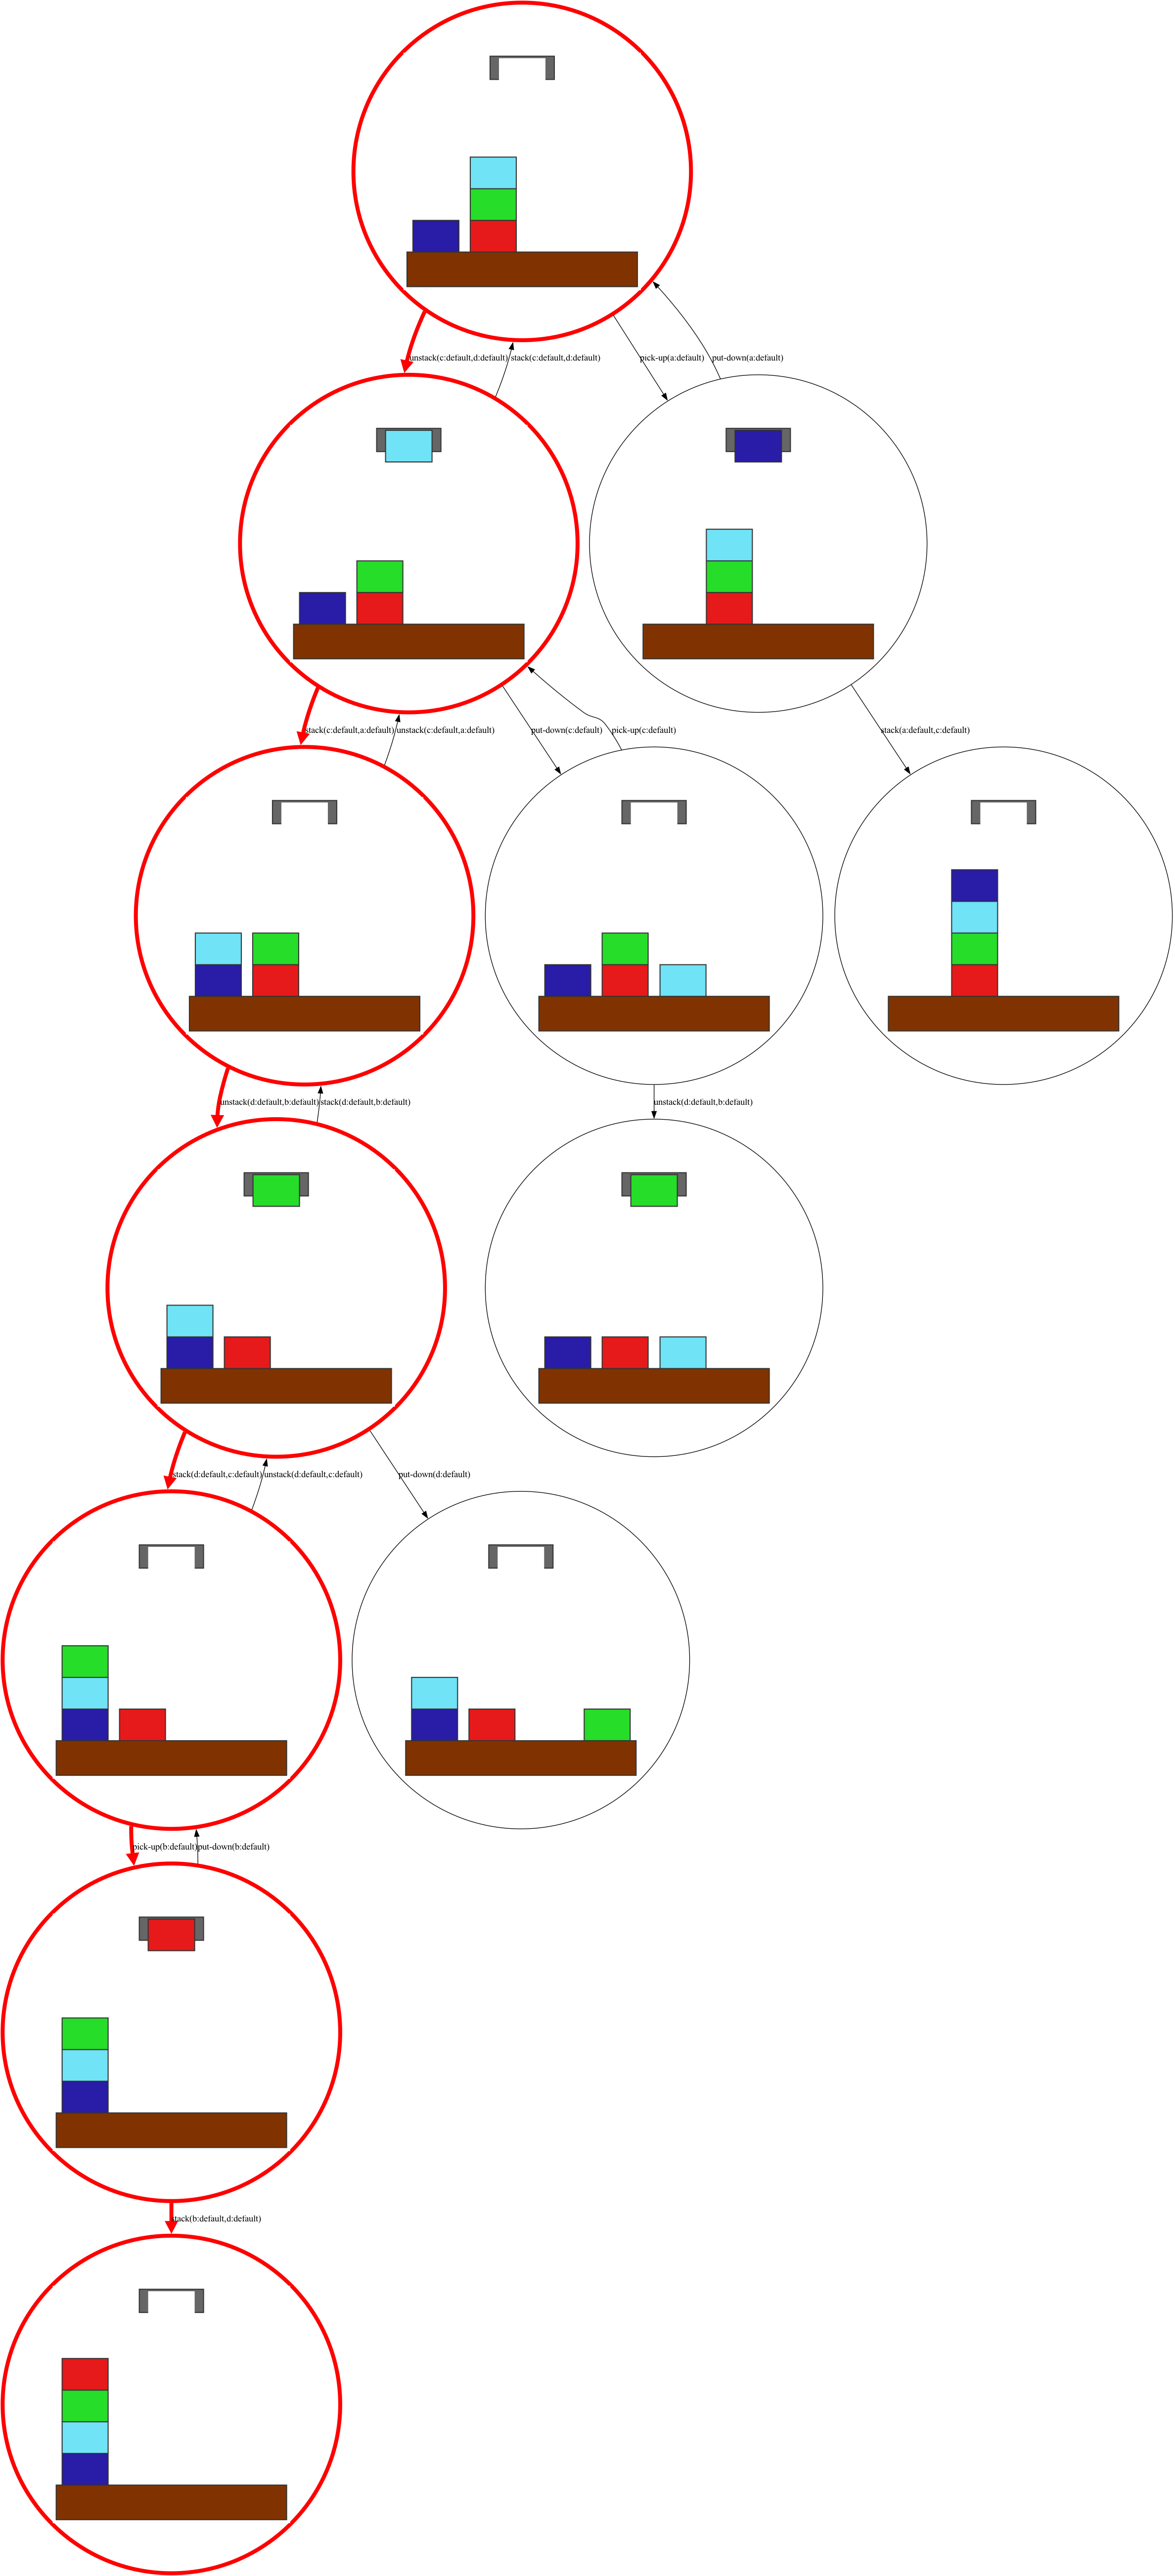 unstack(c:default,d:default)
stack(c:default,d:default)
pick-up(a:default)
put-down(a:default)
stack(c:default,a:default)
unstack(c:default,a:default)
put-down(c:default)
pick-up(c:default)
stack(a:default,c:default)
unstack(d:default,b:default)
stack(d:default,b:default)
unstack(d:default,b:default)
stack(d:default,c:default)
unstack(d:default,c:default)
put-down(d:default)
pick-up(b:default)
put-down(b:default)
stack(b:default,d:default)